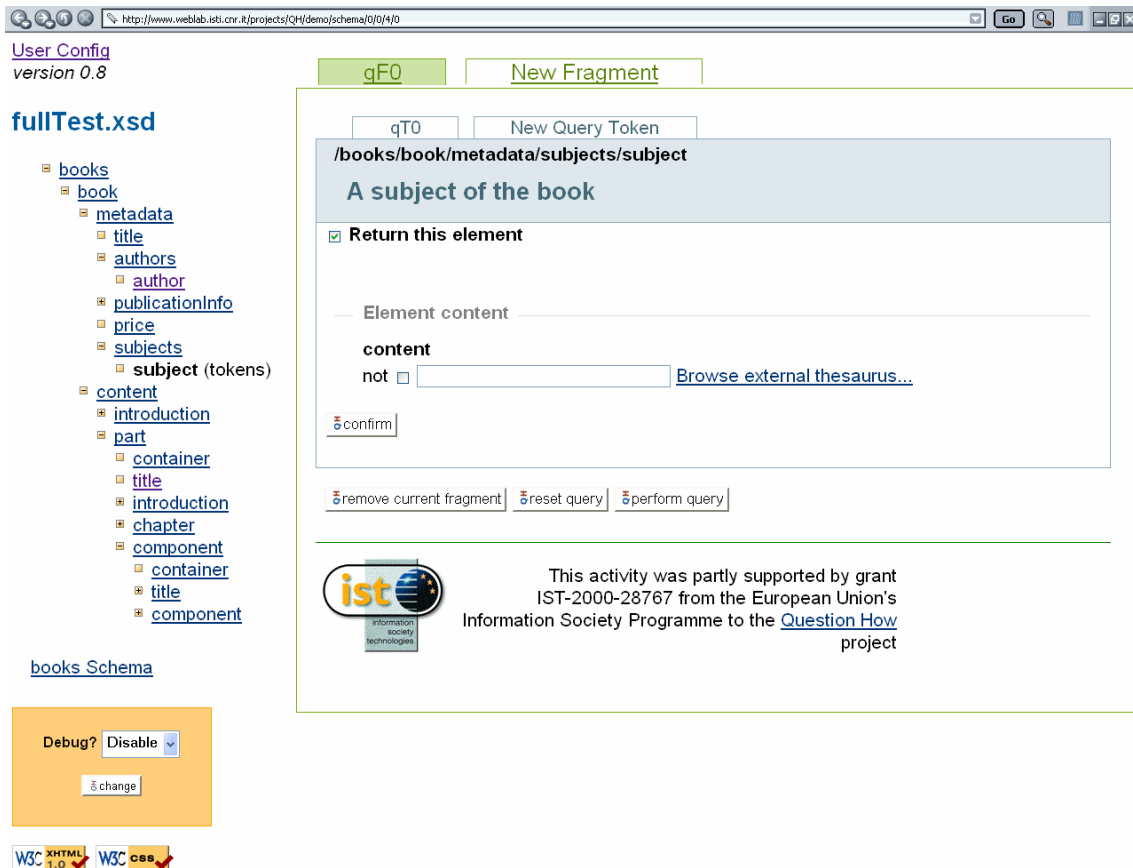 http://www.weblab.isti.cnr.it/projects/QH/demo/schema/0/0/4/0
Go
User Config
version 0.8
fullTest.xsd
books
book
metadata
title
authors
author
publicationInfo
price
subjects
subject (tokens)
content
introduction
part
container
title
introduction
chapter
component
container
title
component
books Schema
Debug? Disable
change
W3C XHTML 1.0
W3C css
qF0
New Fragment
qT0
New Query Token
/books/book/metadata/subjects/subject
A subject of the book
Return this element
Element content
content
not
Browse external thesaurus...
confirm
remove current fragment
reset query
perform query
ist
information
society
technologies
This activity was partly supported by grant
IST-2000-28767 from the European Union's
Information Society Programme to the Question How
project